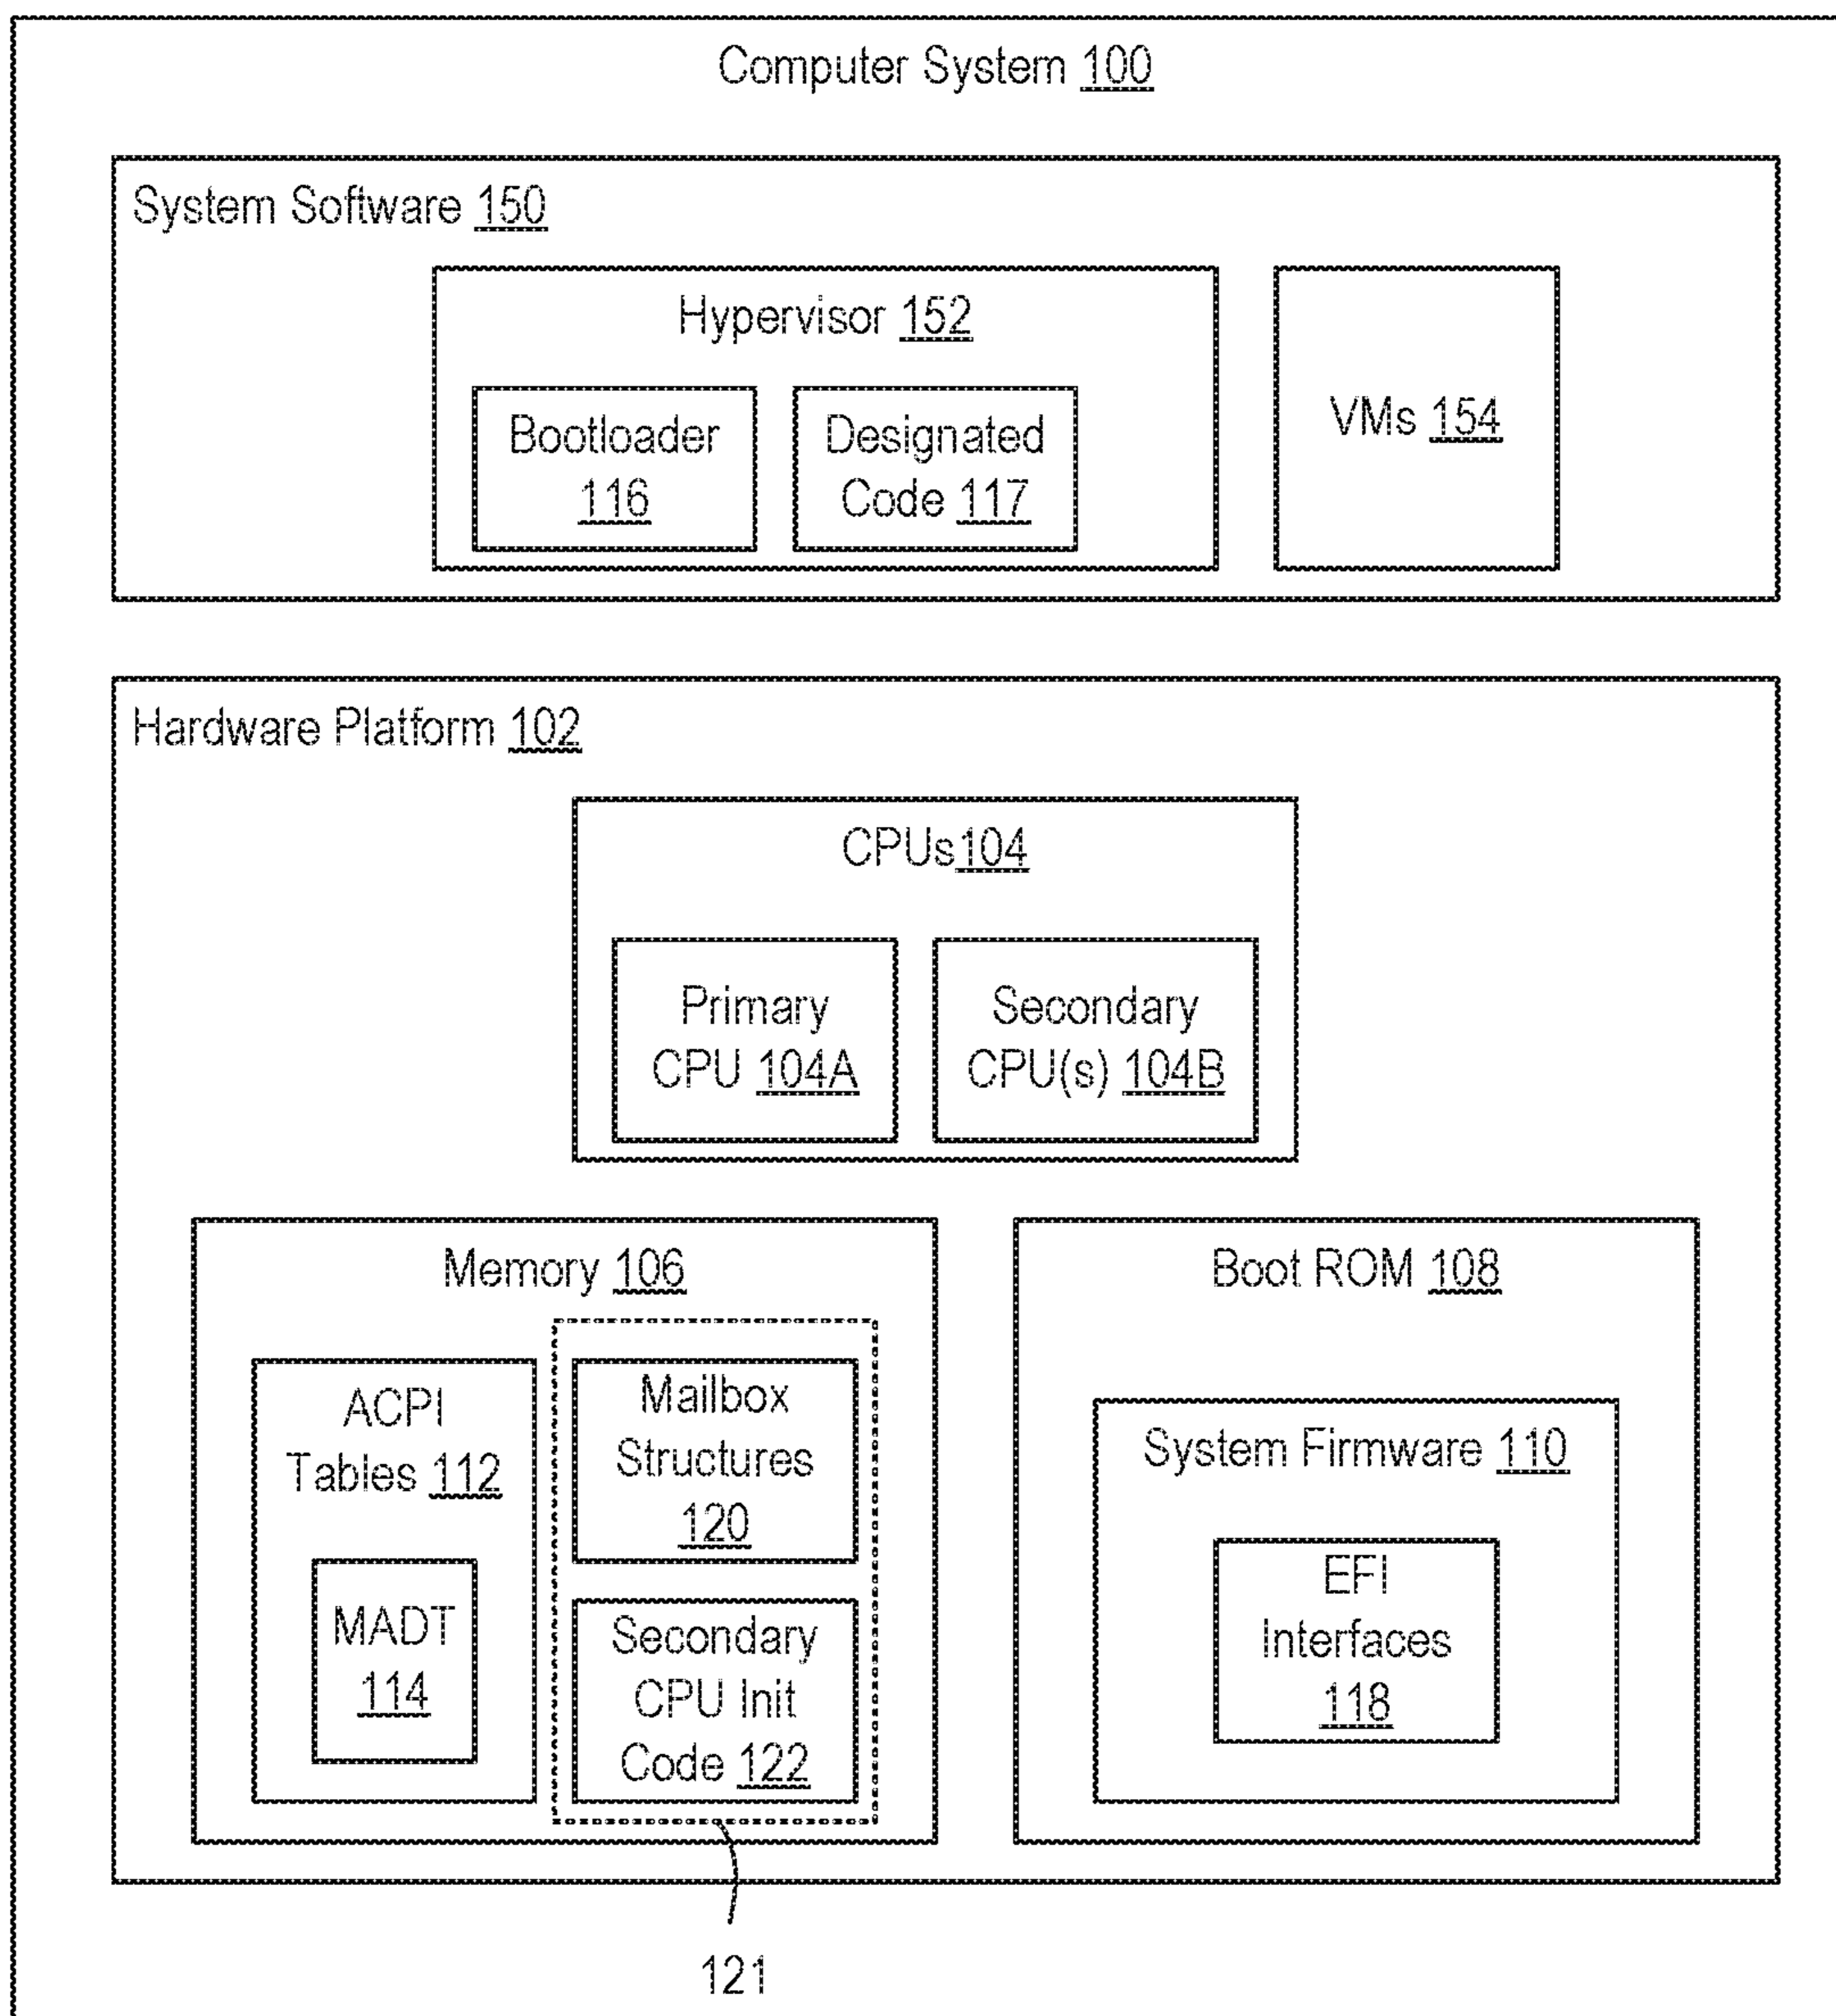 Computer System 100
System Software 150
Hypervisor 152
Bootloader
116
Designated
Code 117
VMs 154
Hardware Platform 102
CPUs104
Primary
CPU 104A
Secondary
CPU(s) 104B
Memory 106
ACPI
Tables 112
MADT
114
Mailbox
Structures
120
Secondary
CPU Init
Code 122
121
Boot ROM 108
System Firmware 110
EFI
Interfaces
118